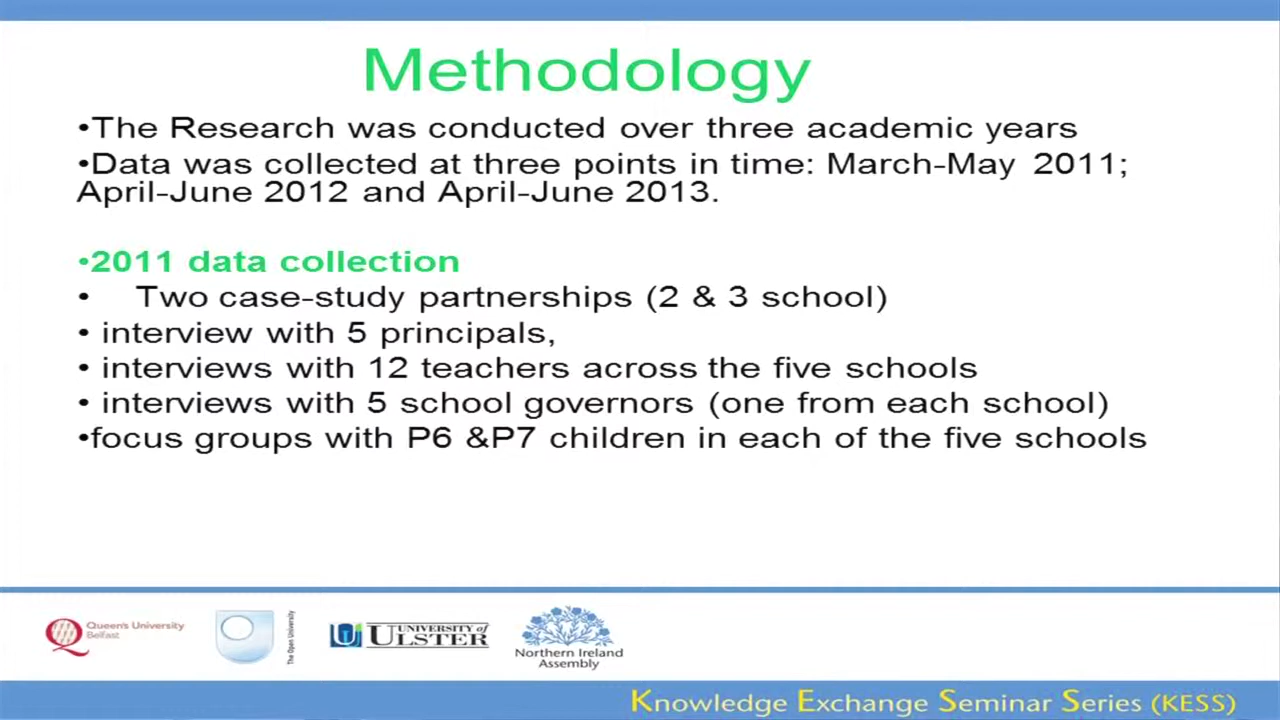 Methodology
•The Research was conducted over three academic years
•Data was collected at three points in time: March-May 2011;
April-June 2012 and April-June 2013.
•2011 data collection
• Two case-study partnerships (2 & 3 school)
• interview with 5 principals,
• interviews with 12 teachers across the five schools
• interviews with 5 school governors (one from each school)
•focus groups with P6 &P7 children in each of the five schools
Queen's University
Belfast
The Open University
UNIVERSITY of
ULSTER
Northern Ireland
Assembly
Knowledge Exchange Seminar Series (KESS)